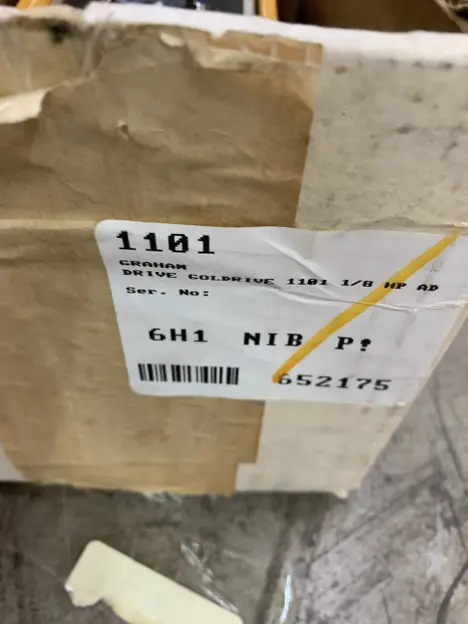 1101
GRAHAM
DRIVE GOLDRIVE 1101 1/8 HP AD
Ser. No:
6H1 NIB P!
652175